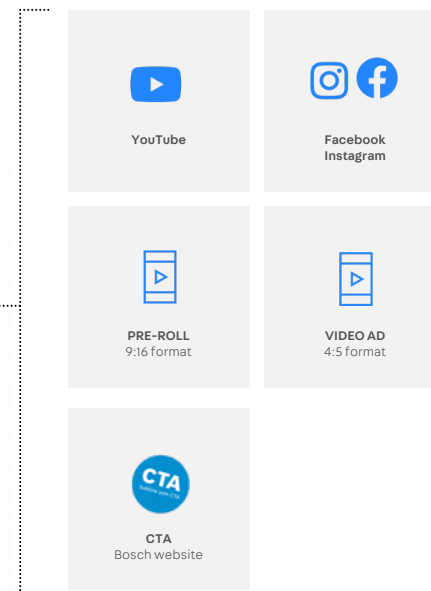 YouTube
Facebook
Instagram
PRE-ROLL
9:16 format
VIDEO AD
4:5 format
CTA
CTA
Bosch website